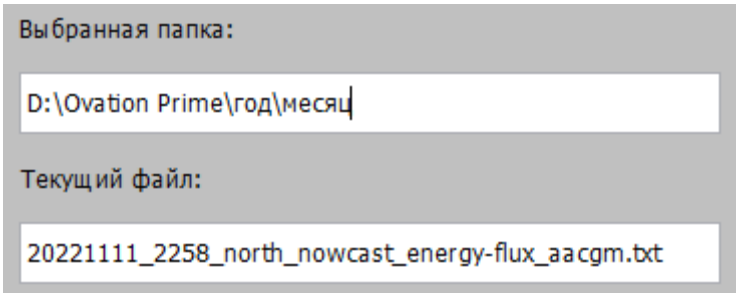 Выбранная папка:
D:\Ovation Prime\год\месяц
Текущий файл:
20221111_2258_north_nowcast_energy-flux_aacgm.txt